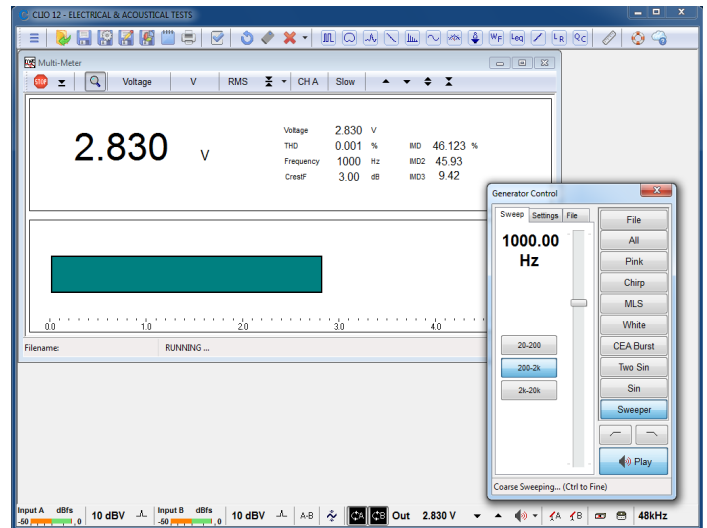 CLIO 12 - ELECTRICAL & ACOUSTICAL TESTS
WF Leq LR QC
Multi-Meter
STOP Voltage V RMS CH A Slow
2.830 V
Voltage 2.830 V
THD 0.001 % IMD 46.123 %
Frequency 1000 Hz IMD2 45.93
CrestF 3.00 dB IMD3 9.42
0.0 1.0 2.0 3.0 4.0
Filename: RUNNING ...
Generator Control
Sweep Settings File
1000.00
Hz
20-200
200-2k
2k-20k
File
All
Pink
Chirp
MLS
White
CEA Burst
Two Sin
Sin
Sweeper
Play
Coarse Sweeping... (Ctrl to Fine)
Input A dBfs
-50 0
10 dBV
Input B dBfs
-50 0
10 dBV A-B A B Out 2.830 V A B 48kHz